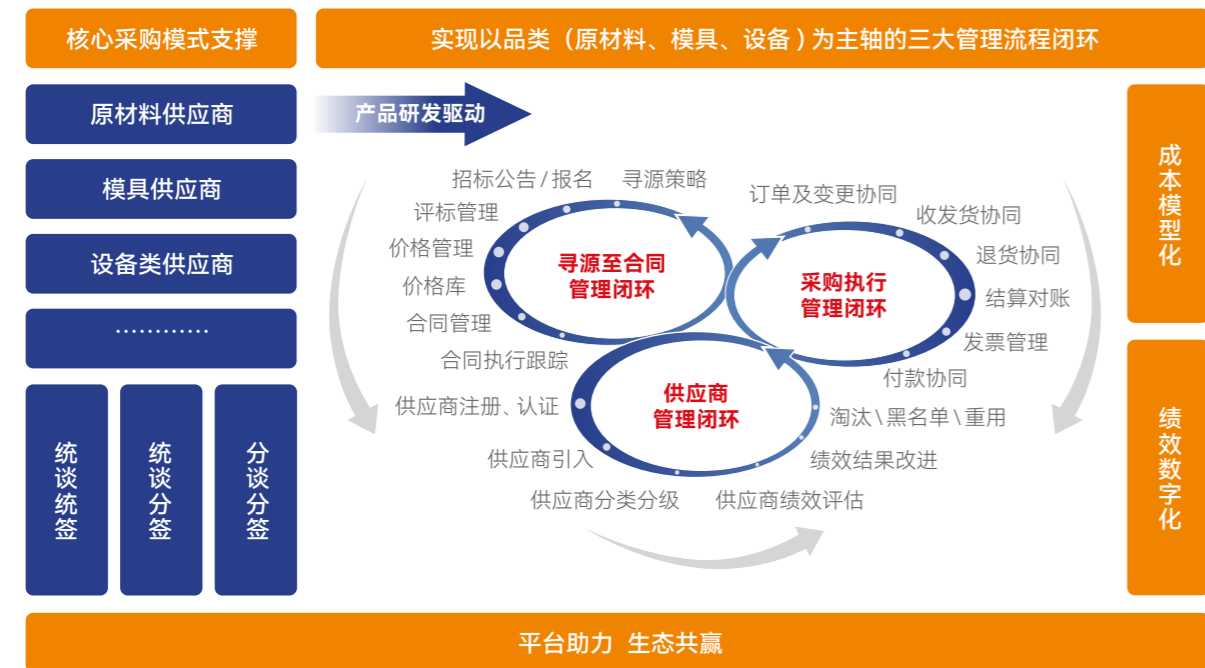 核心采购模式支撑
实现以品类（原材料、模具、设备）为主轴的三大管理流程闭环
原材料供应商
模具供应商
设备类供应商
…………
统谈统签
统谈分签
分谈分签
产品研发驱动
招标公告/报名
寻源策略
评标管理
价格管理
价格库
合同管理
合同执行跟踪
寻源至合同
管理闭环
订单及变更协同
收发货协同
退货协同
结算对账
发票管理
付款协同
采购执行
管理闭环
供应商
管理闭环
供应商注册、认证
供应商引入
供应商分类分级
供应商绩效评估
绩效结果改进
淘汰\黑名单\重用
成本模型化
绩效数字化
平台助力 生态共赢